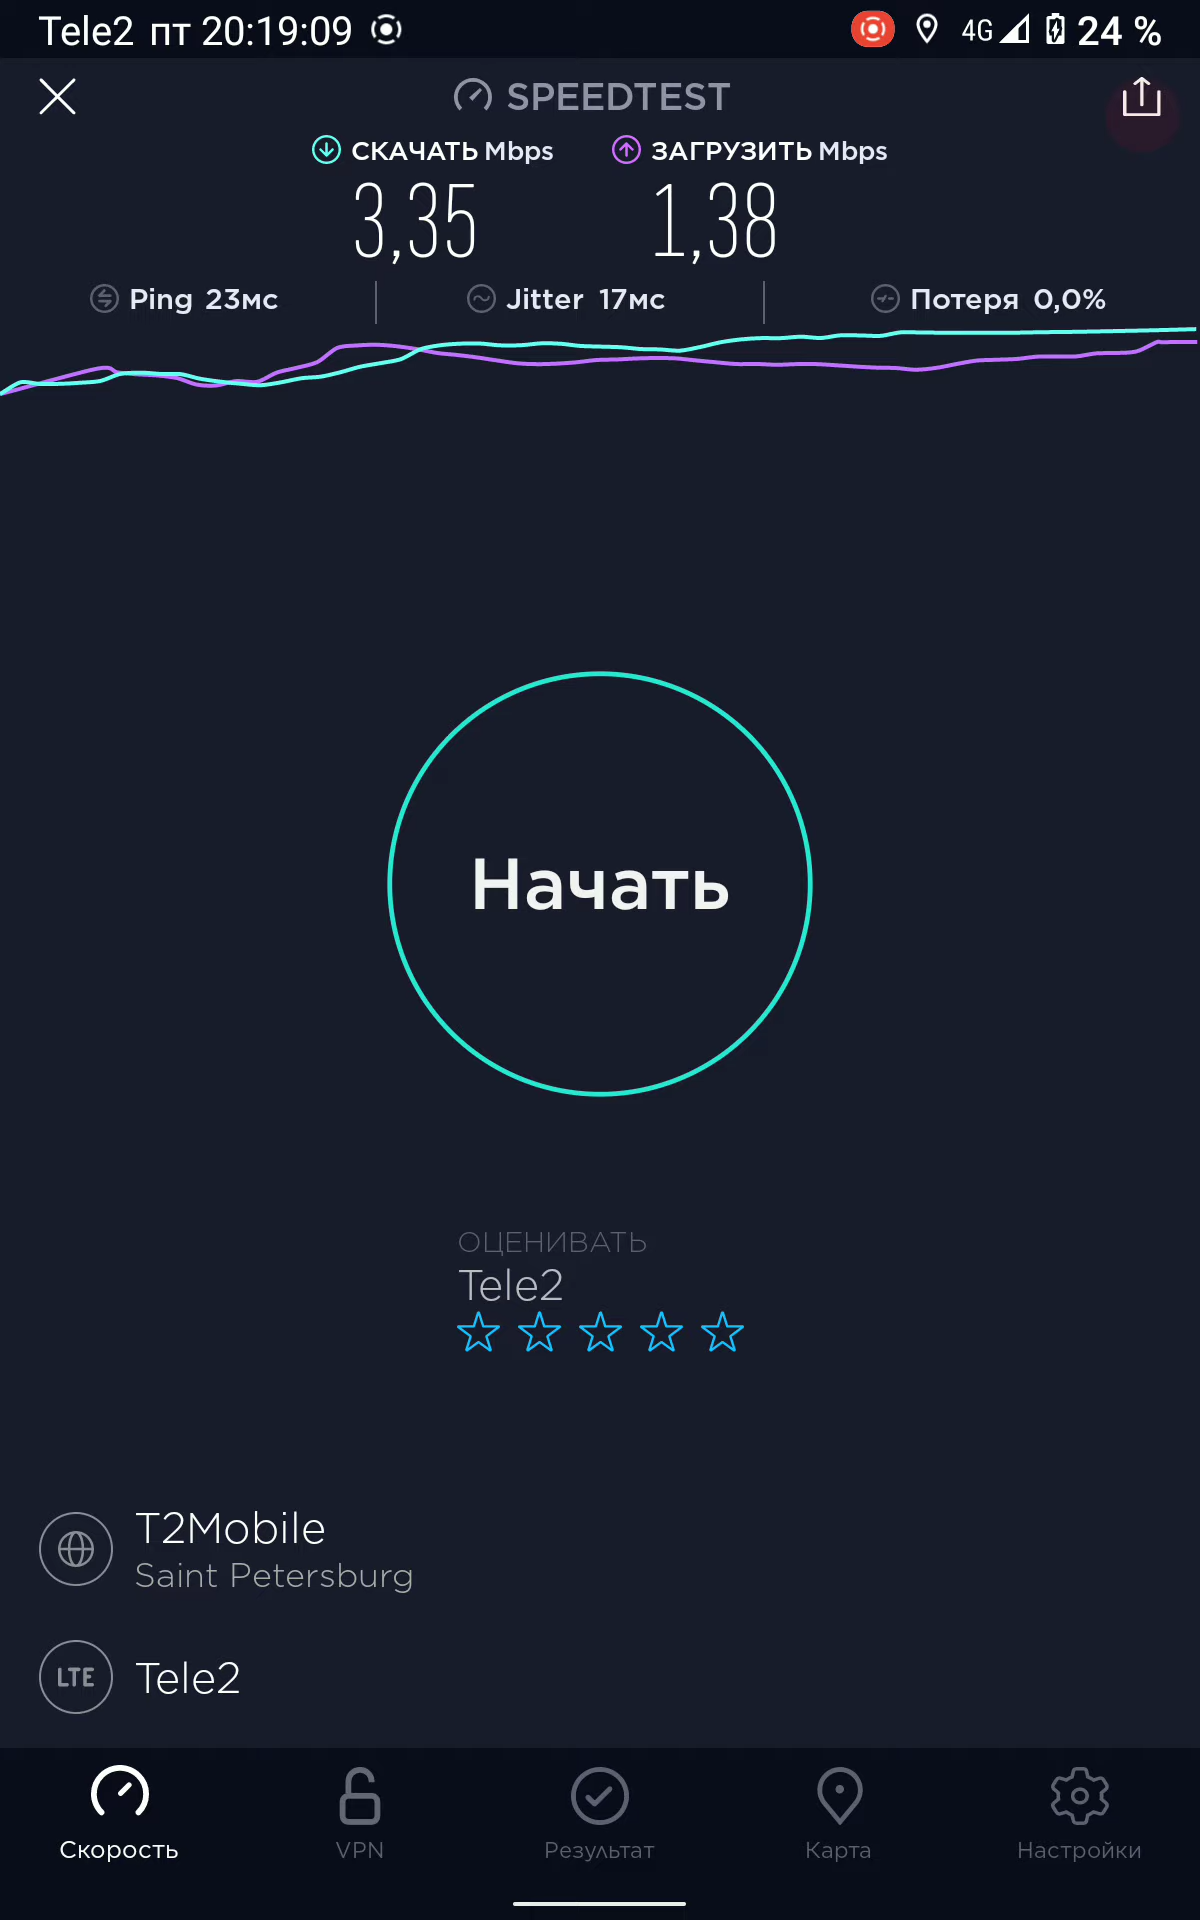 Tele2 пт 20:19:09 4G 24 %
SPEEDTEST
СКАЧАТЬ Mbps ЗАГРУЗИТЬ Mbps
3,35 1,38
Ping 23мс Jitter 17мс Потеря 0,0%
Начать
ОЦЕНИВАТЬ
Tele2
T2Mobile
Saint Petersburg
LTE Tele2
Скорость VPN Результат Карта Настройки